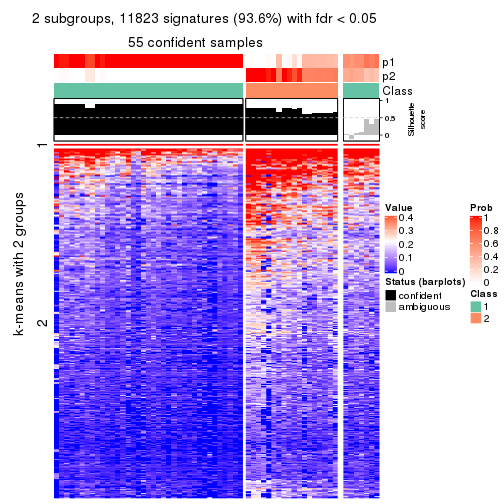 2 subgroups, 11823 signatures (93.6%) with fdr < 0.05
55 confident samples
p1
p2
Class
1
0.5
0
Silhouette
score
k-means with 2 groups
1
2
Value
0.4
0.3
0.2
0.1
0
Prob
1
0.8
0.6
0.4
0.2
0
Status (barplots)
confident
ambiguous
Class
1
2